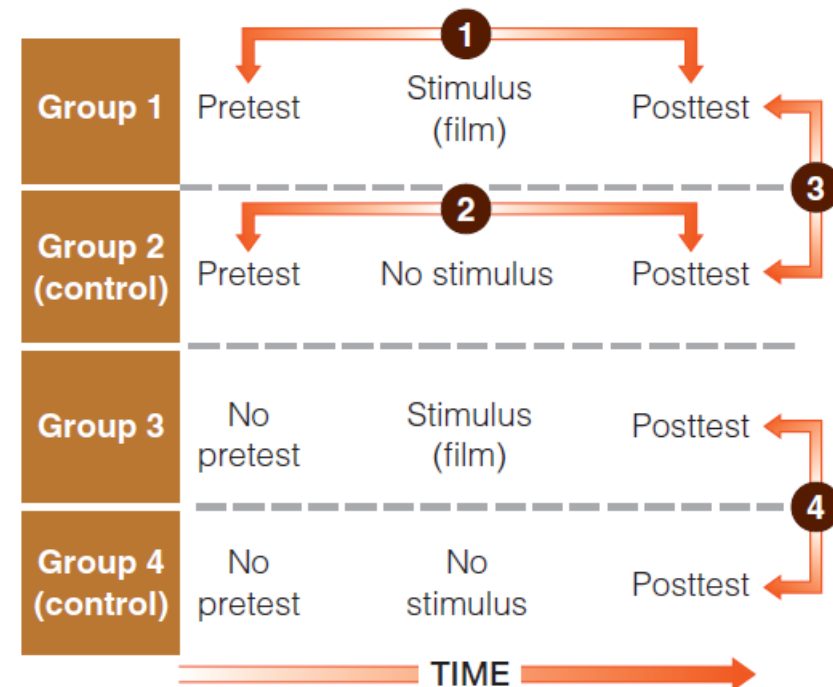 1
Group 1
Pretest
Stimulus
(film)
Posttest
3
2
Group 2
(control)
Pretest
No stimulus
Posttest
Group 3
No
pretest
Stimulus
(film)
Posttest
4
Group 4
(control)
No
pretest
No
stimulus
Posttest
TIME